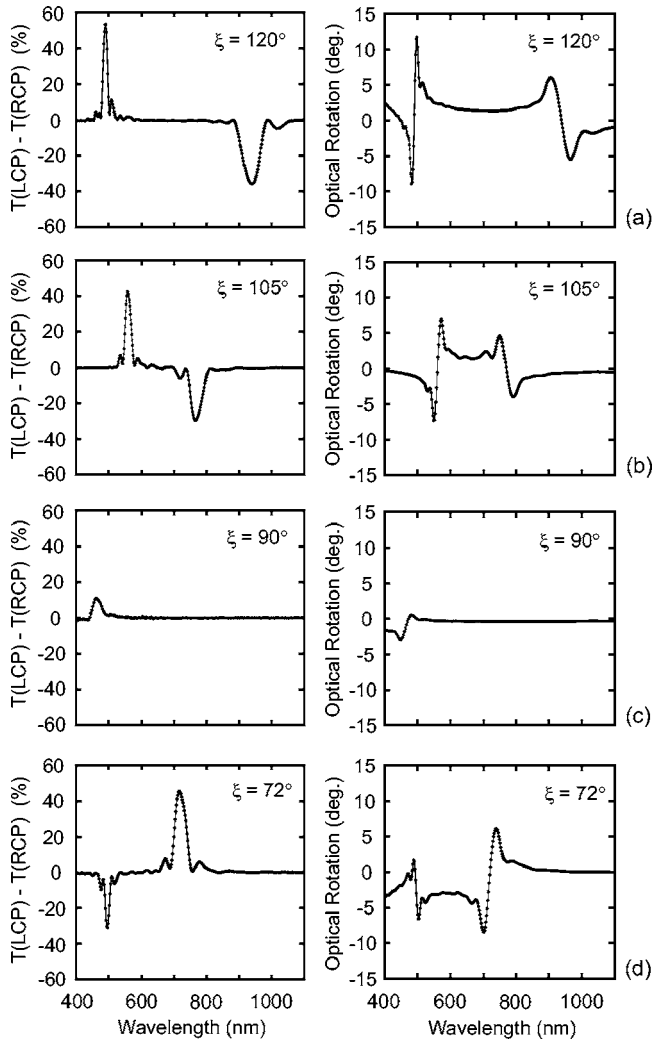 T(LCP) - T(RCP) (%)
60
40
20
0
-20
-40
-60
ξ = 120°
Optical Rotation (deg.)
15
10
5
0
-5
-10
-15
ξ = 120°
(a)
T(LCP) - T(RCP) (%)
60
40
20
0
-20
-40
-60
ξ = 105°
Optical Rotation (deg.)
15
10
5
0
-5
-10
-15
ξ = 105°
(b)
T(LCP) - T(RCP) (%)
60
40
20
0
-20
-40
-60
ξ = 90°
Optical Rotation (deg.)
15
10
5
0
-5
-10
-15
ξ = 90°
(c)
T(LCP) - T(RCP) (%)
60
40
20
0
-20
-40
-60
ξ = 72°
Optical Rotation (deg.)
15
10
5
0
-5
-10
-15
ξ = 72°
(d)
400 600 800 1000
Wavelength (nm)
400 600 800 1000
Wavelength (nm)